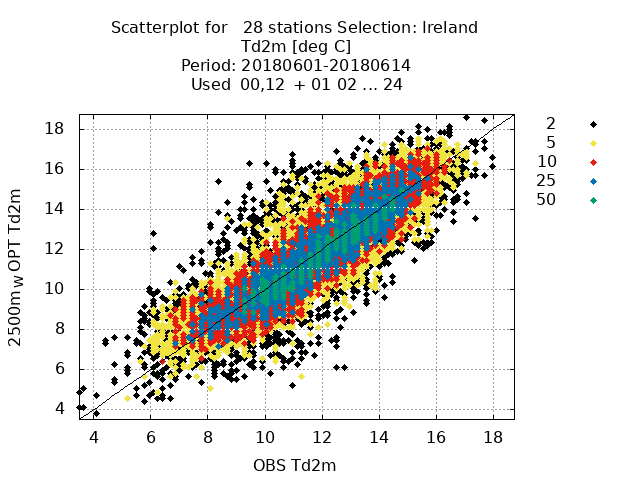 Scatterplot for   28 stations Selection: Ireland
Td2m [deg C]
Period: 20180601-20180614
Used  00,12  + 01 02 ... 24
2500m_W_OPT Td2m
18
16
14
12
10
8
6
4
4 6 8 10 12 14 16 18
OBS Td2m
2
5
10
25
50